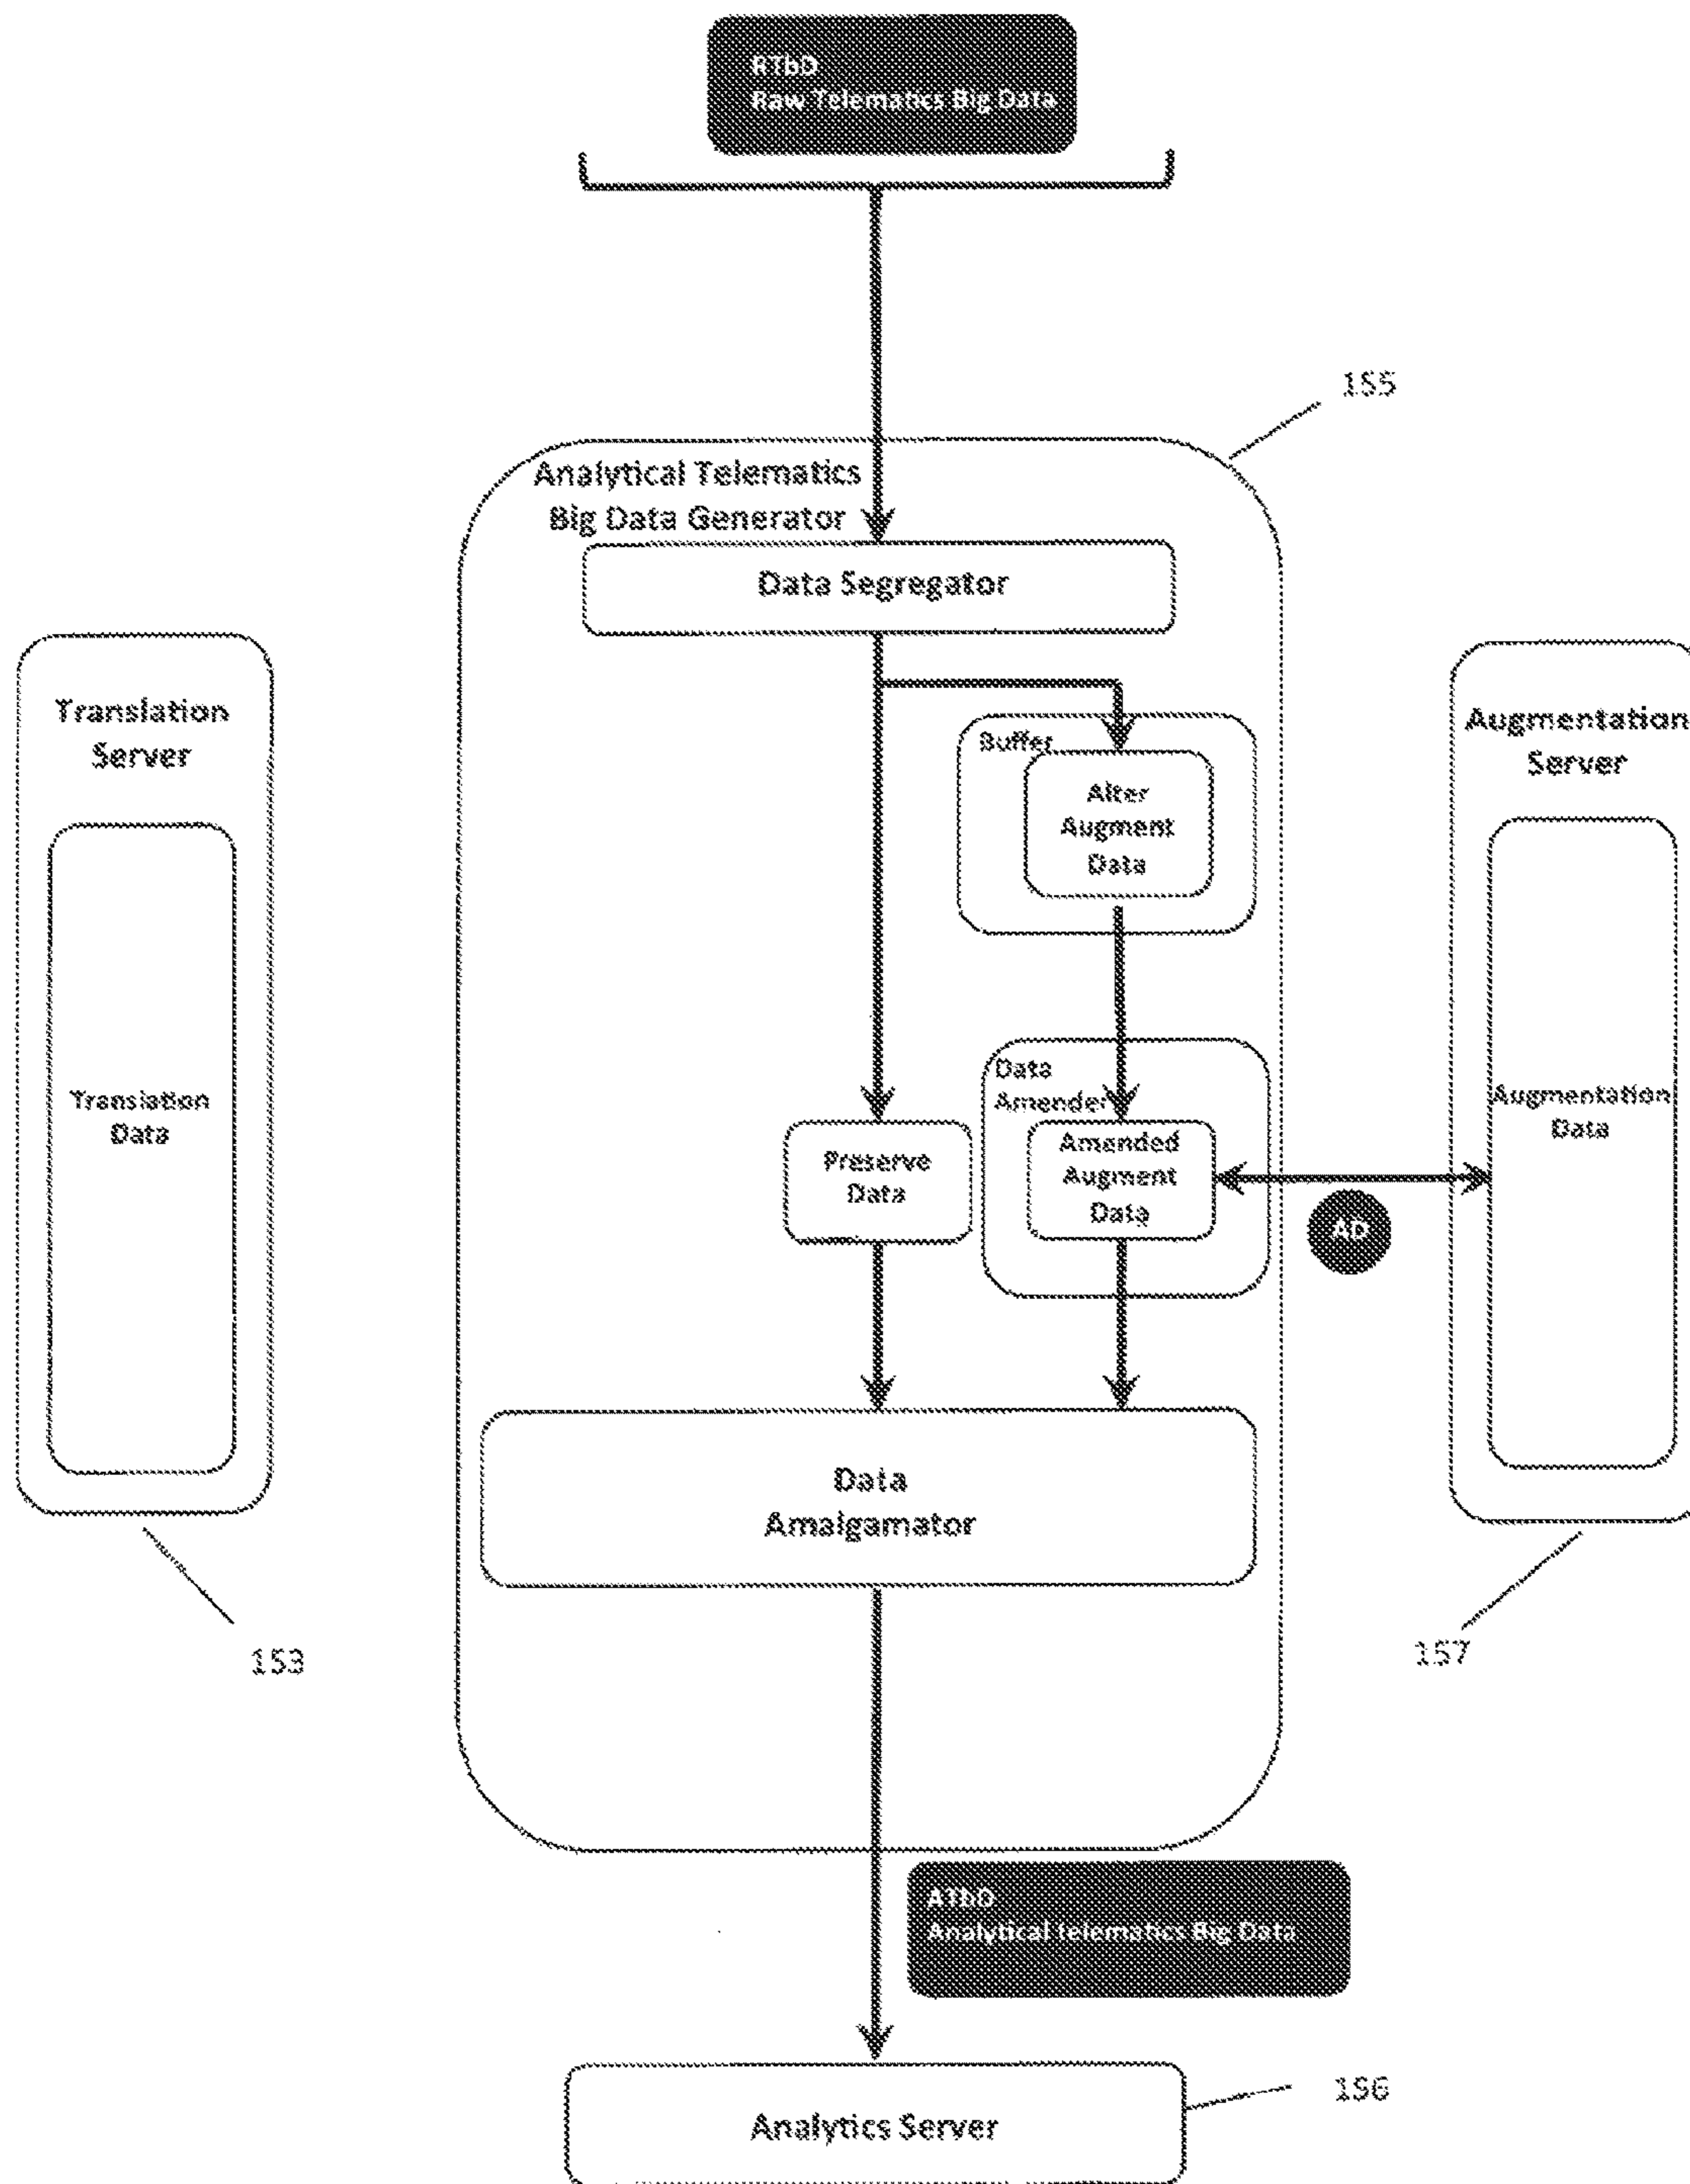 RTbD
Raw Telematics Big Data
155
Analytical Telematics
Big Data Generator
Data Segregator
Translation
Server
Translation
Data
153
Buffer
Alter
Augment
Data
Data
Amender
Amended
Augment
Data
Preserve
Data
AD
Augmentation
Server
Augmentation
Data
157
Data
Amalgamator
ATbD
Analytical telematics Big Data
Analytics Server
156